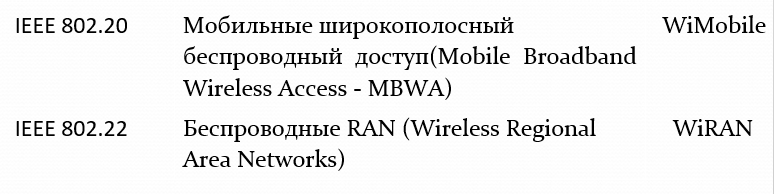 IEEE 802.20 Мобильные широкополосный WiMobile
беспроводный доступ(Mobile Broadband
Wireless Access - MBWA)
IEEE 802.22 Беспроводные RAN (Wireless Regional WiRAN
Area Networks)